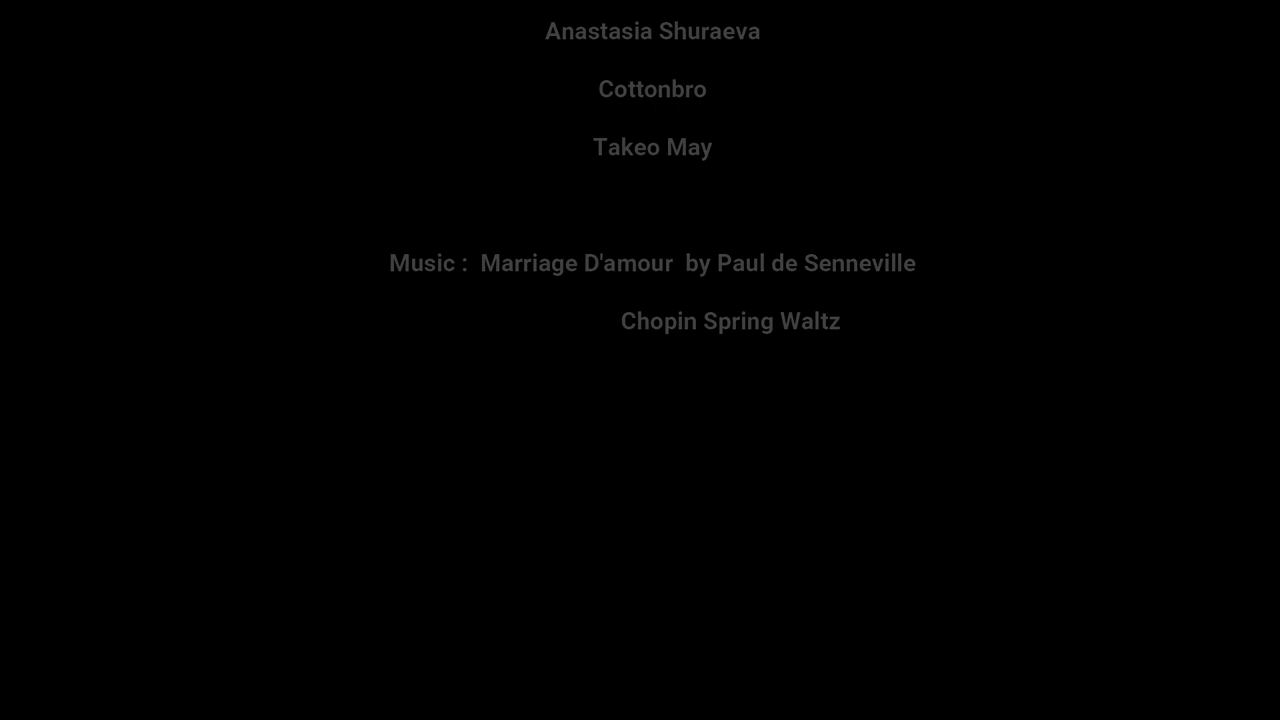 Anastasia Shuraeva
Cottonbro
Takeo May
Music :  Marriage D'amour  by Paul de Senneville
Chopin Spring Waltz